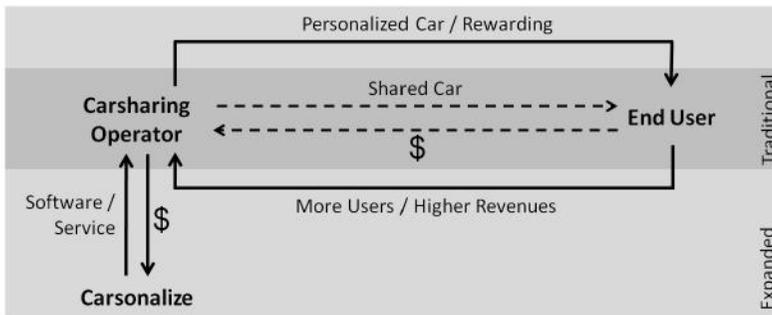 Personalized Car / Rewarding
Shared Car
Carsharing
Operator
End User
$
Traditional
More Users / Higher Revenues
Software /
Service
$
Carsonalize
Expanded